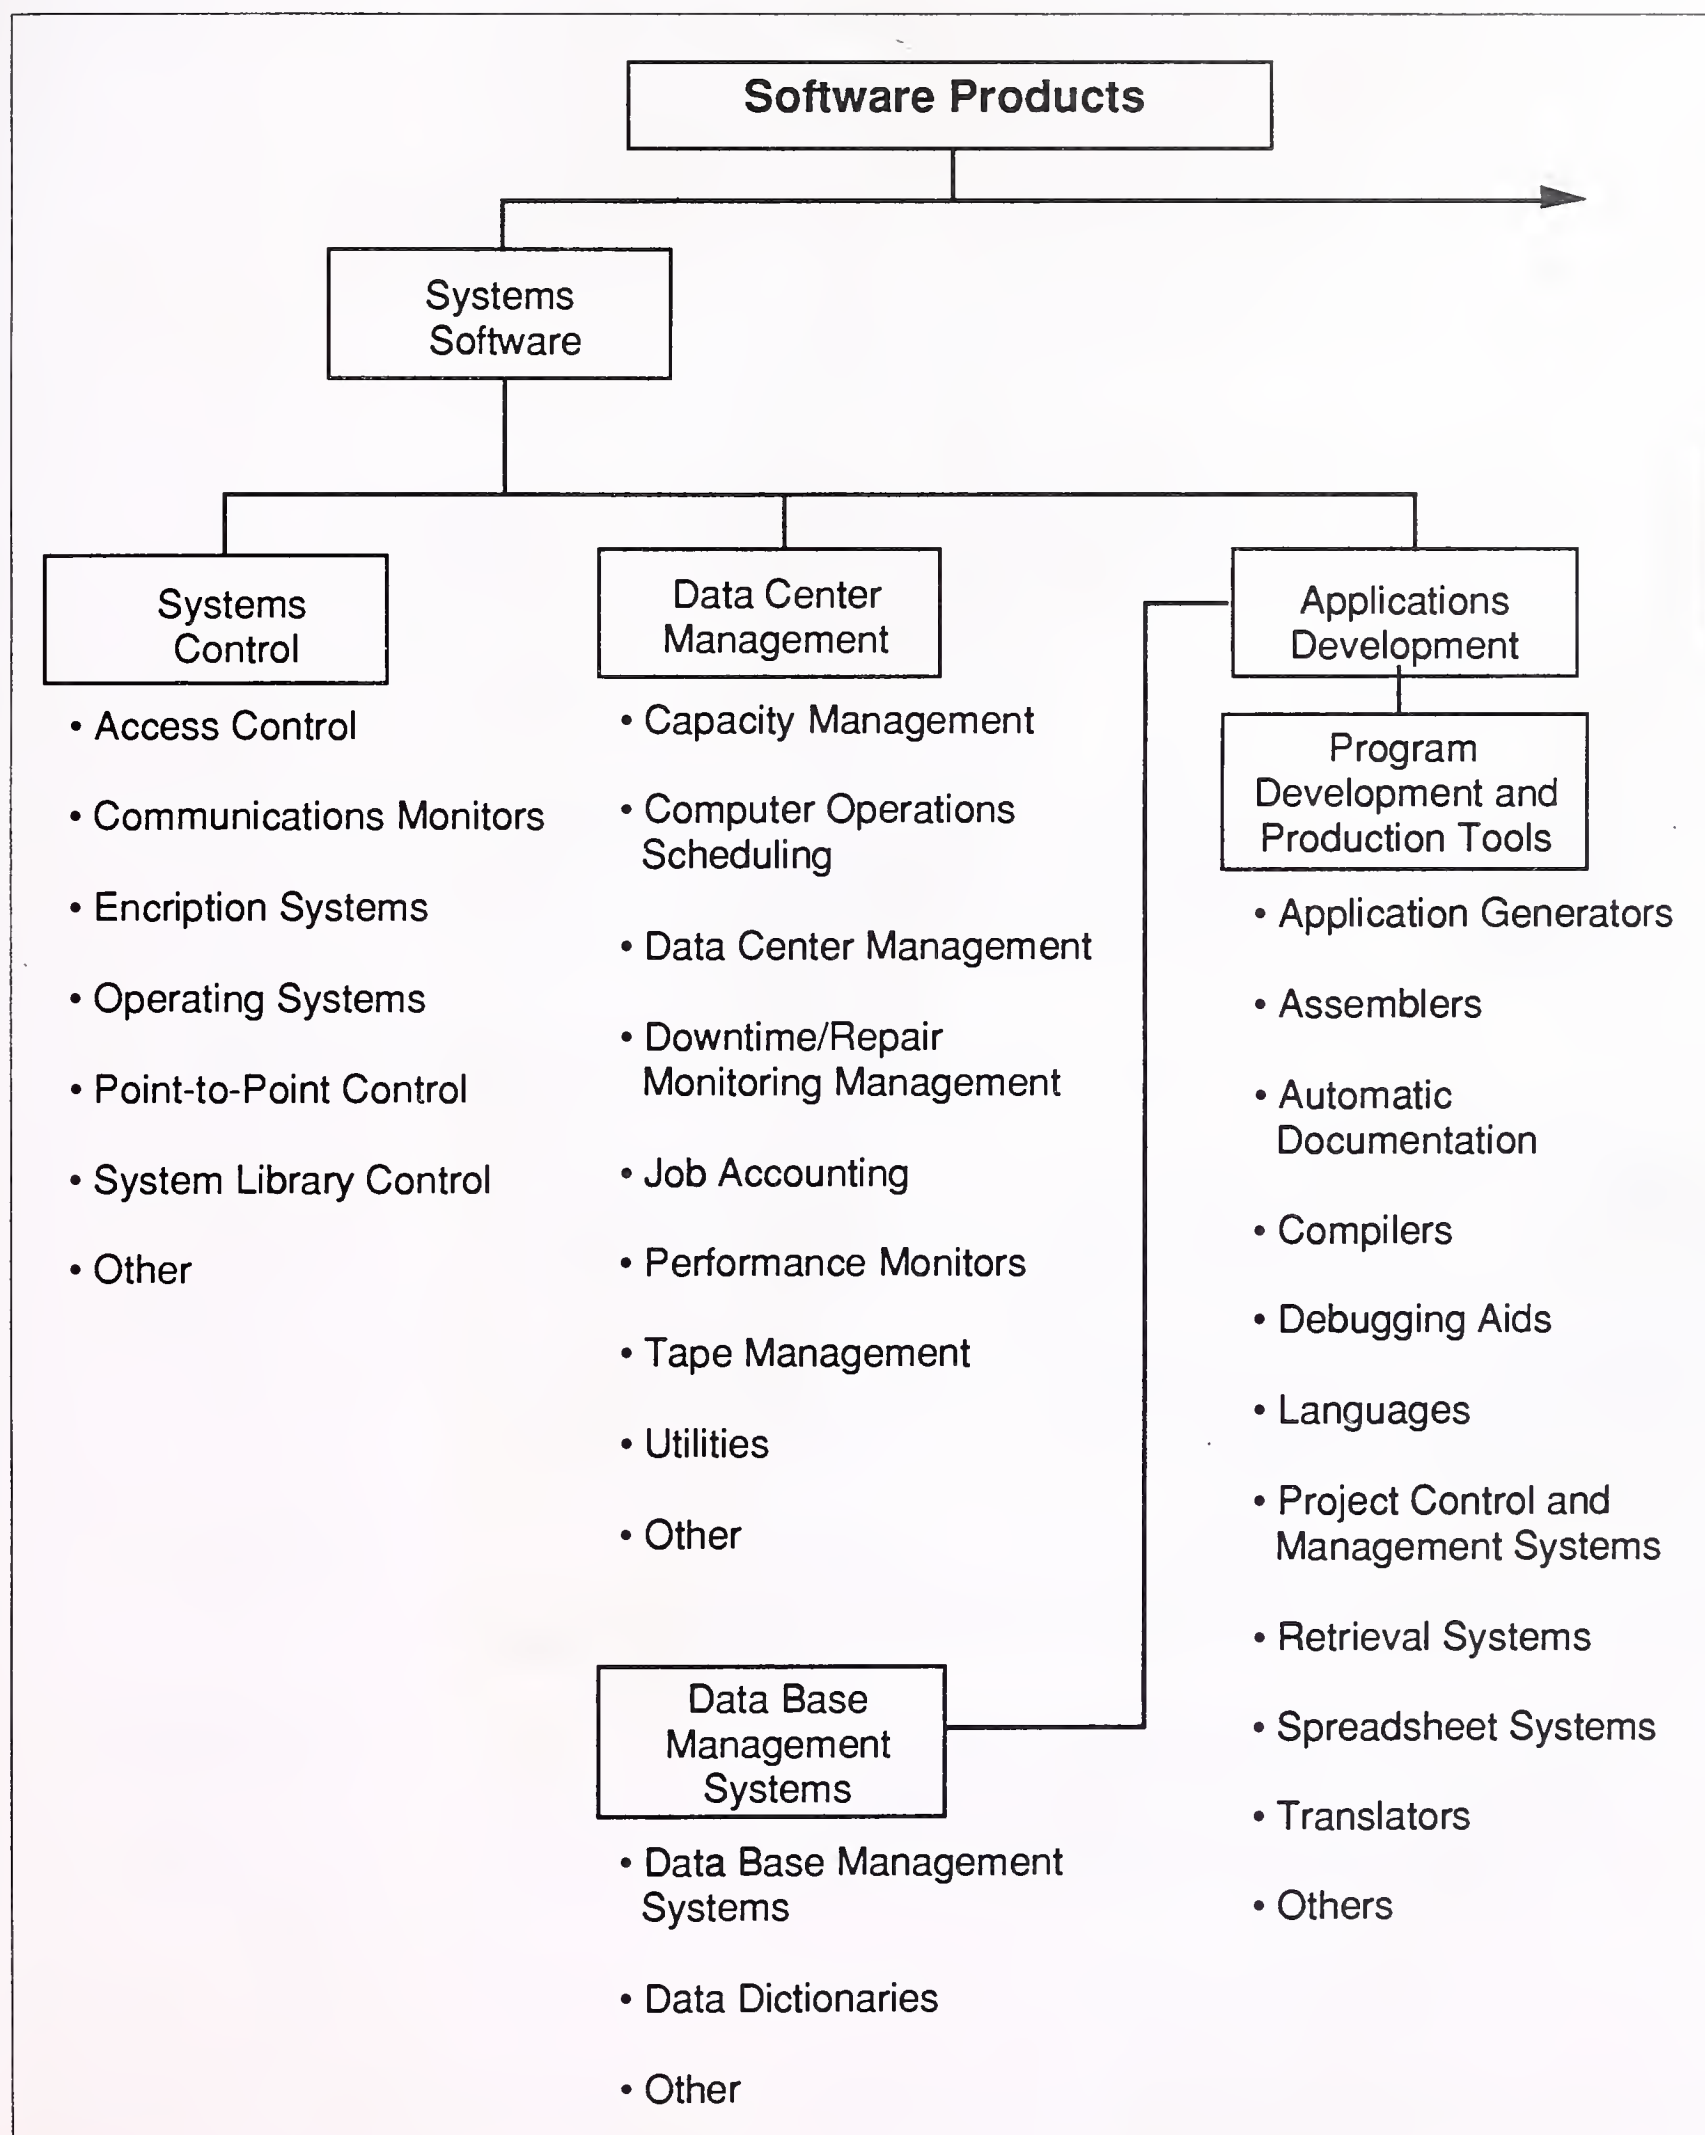 Software Products
Systems
Software
Systems
Control
• Access Control
• Communications Monitors
• Encription Systems
• Operating Systems
• Point-to-Point Control
• System Library Control
• Other
Data Center
Management
• Capacity Management
• Computer Operations
Scheduling
• Data Center Management
• Downtime/Repair
Monitoring Management
• Job Accounting
• Performance Monitors
• Tape Management
• Utilities
• Other
Data Base
Management
Systems
• Data Base Management
Systems
• Data Dictionaries
• Other
Applications
Development
Program
Development and
Production Tools
• Application Generators
• Assemblers
• Automatic
Documentation
• Compilers
• Debugging Aids
• Languages
• Project Control and
Management Systems
• Retrieval Systems
• Spreadsheet Systems
• Translators
• Others